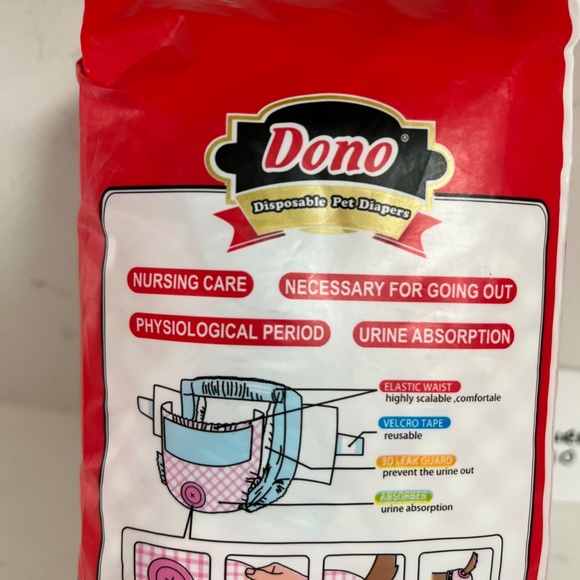 Dono®
Disposable Pet Diapers
NURSING CARE
NECESSARY FOR GOING OUT
PHYSIOLOGICAL PERIOD
URINE ABSORPTION
ELASTIC WAIST
highly scalable ,comfortale
VELCRO TAPE
reusable
3D LEAK GUARD
prevent the urine out
ABSORBER
urine absorption